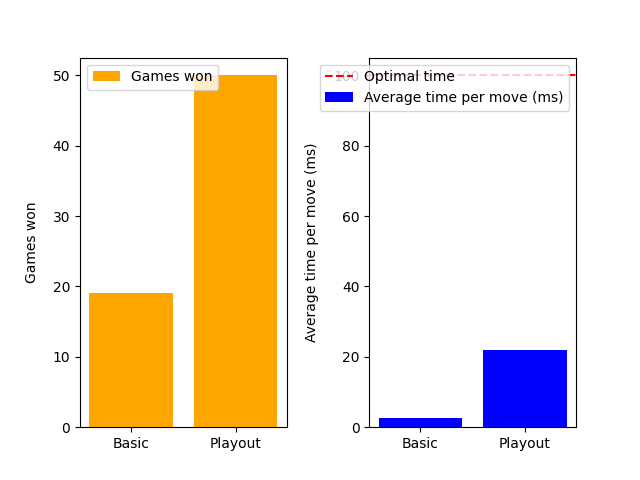 Games won
50
40
30
20
10
0
Games won
Basic
Playout
Optimal time
Average time per move (ms)
100
80
60
40
20
0
Average time per move (ms)
Basic
Playout